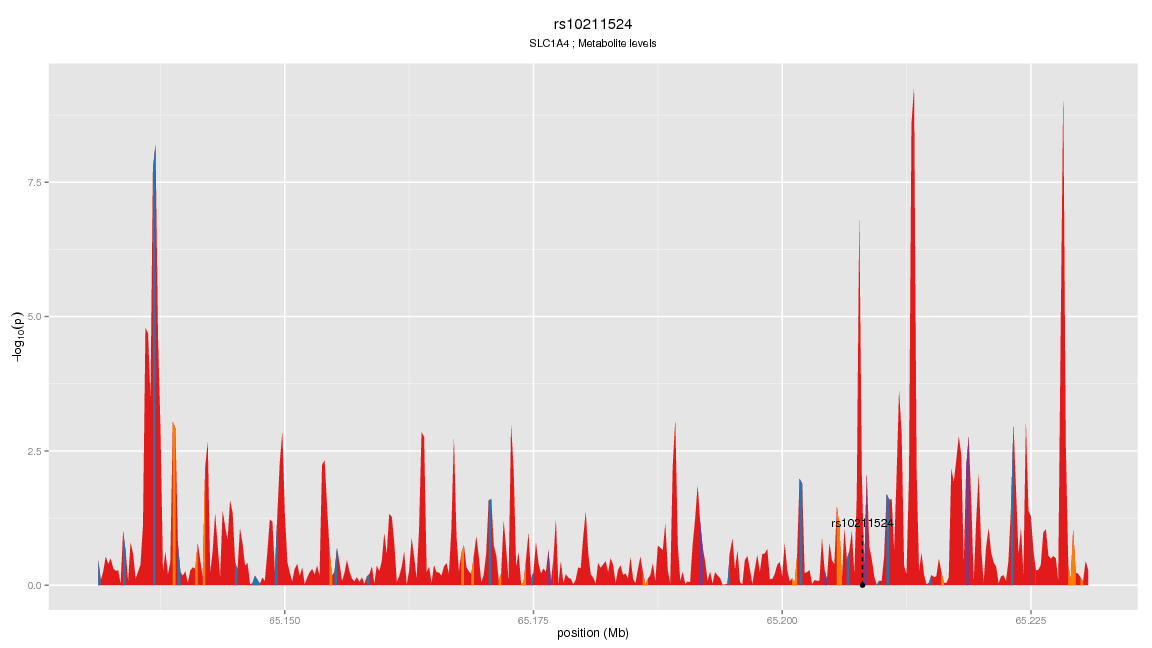 rs10211524
SLC1A4 ; Metabolite levels
−log10(p)
7.5
5.0
2.5
0.0
rs10211524
65.150 65.175 65.200 65.225
position (Mb)